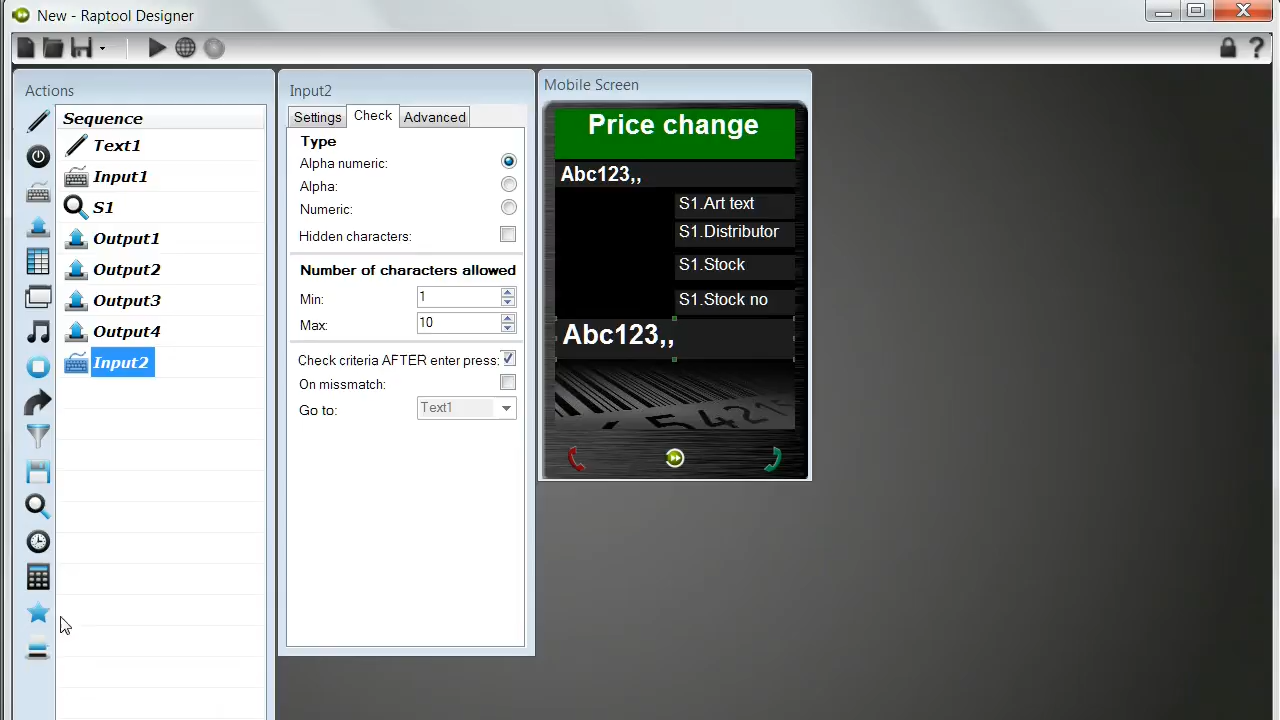 New - Raptool Designer
Actions
Sequence
Text1
Input1
S1
Output1
Output2
Output3
Output4
Input2
Input2
Settings
Check
Advanced
Type
Alpha numeric:
Alpha:
Numeric:
Hidden characters:
Number of characters allowed
Min: 1
Max: 10
Check criteria AFTER enter press:
On missmatch:
Go to: Text1
Mobile Screen
Price change
Abc123,,
S1.Art text
S1.Distributor
S1.Stock
S1.Stock no
Abc123,,